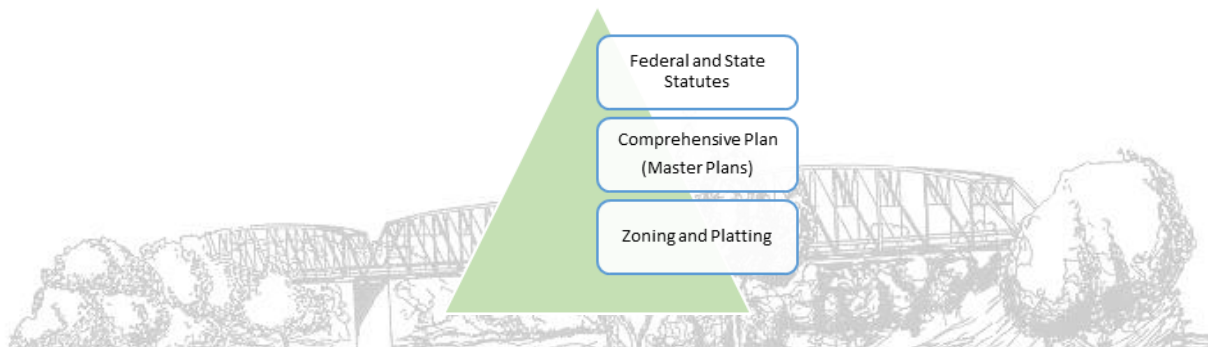 Federal and State
Statutes
Comprehensive Plan
(Master Plans)
Zoning and Platting